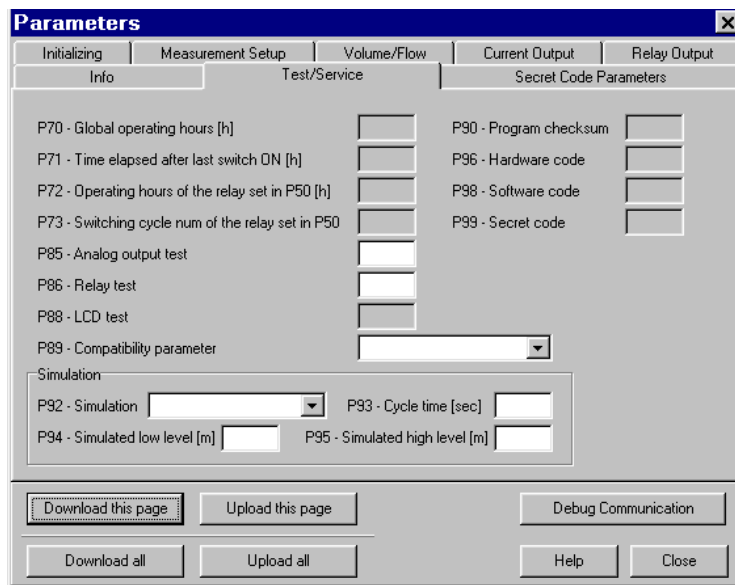 Parameters
Initializing Measurement Setup Volume/Flow Current Output Relay Output
Info Test/Service Secret Code Parameters
P70 - Global operating hours [h] P90 - Program checksum
P71 - Time elapsed after last switch ON [h] P96 - Hardware code
P72 - Operating hours of the relay set in P50 [h] P98 - Software code
P73 - Switching cycle num of the relay set in P50 P99 - Secret code
P85 - Analog output test
P86 - Relay test
P88 - LCD test
P89 - Compatibility parameter
Simulation
P92 - Simulation P93 - Cycle time [sec]
P94 - Simulated low level [m] P95 - Simulated high level [m]
Download this page Upload this page Debug Communication
Download all Upload all Help Close